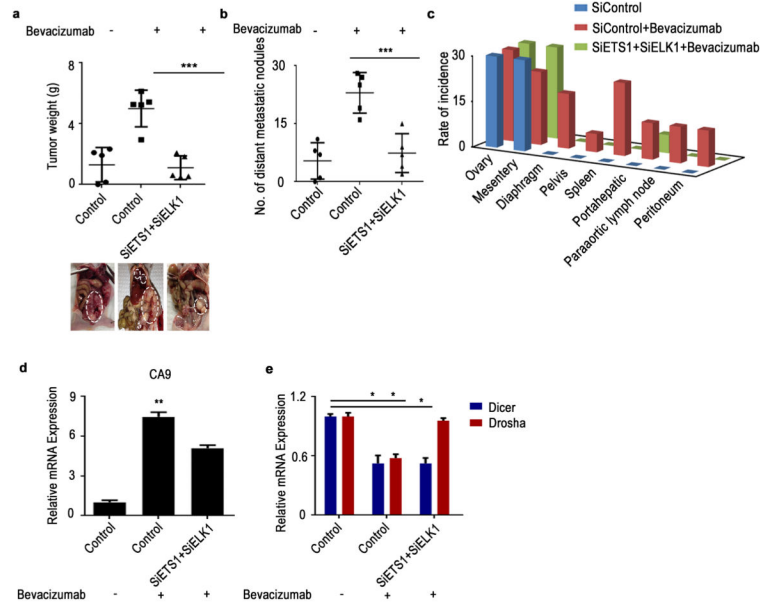 a
Bevacizumab - + +
Tumor weight (g)
8
4
0
***
Control
Control
SiETS1+SiELK1
b
Bevacizumab - + +
No. of distant metastatic nodules
30
15
0
***
Control
Control
SiETS1+SiELK1
c
SiControl
SiControl+Bevacizumab
SiETS1+SiELK1+Bevacizumab
Rate of incidence
30
15
0
Ovary
Mesentery
Diaphragm
Pelvis
Spleen
Portahepatic
Paraaortic lymph node
Peritoneum
d
CA9
Relative mRNA Expression
9
6
3
0
**
Control
Control
SiETS1+SiELK1
Bevacizumab - + +
e
Relative mRNA Expression
1.2
0.6
0
* *
*
Dicer
Drosha
Control
Control
SiETS1+SiELK1
Bevacizumab - + +